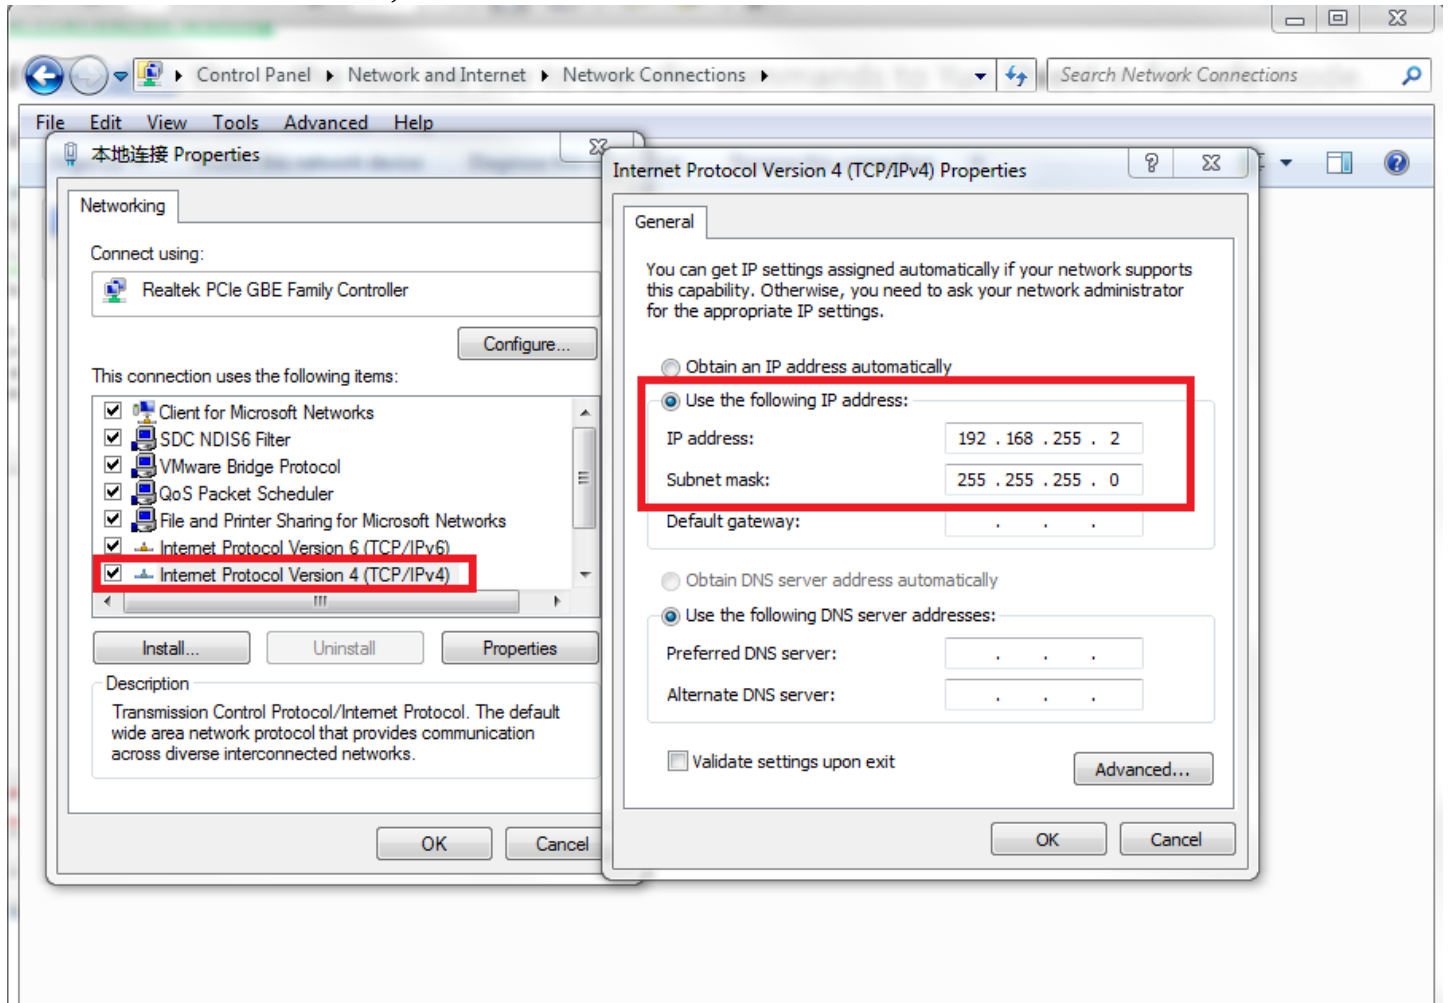 Control Panel Network and Internet Network Connections
Search Network Connections
File Edit View Tools Advanced Help
本地连接 Properties
Networking
Connect using:
Realtek PCIe GBE Family Controller
Configure...
This connection uses the following items:
Client for Microsoft Networks
SDC NDIS6 Filter
VMware Bridge Protocol
QoS Packet Scheduler
File and Printer Sharing for Microsoft Networks
Internet Protocol Version 6 (TCP/IPv6)
Internet Protocol Version 4 (TCP/IPv4)
Install... Uninstall Properties
Description
Transmission Control Protocol/Internet Protocol. The default
wide area network protocol that provides communication
across diverse interconnected networks.
OK Cancel
Internet Protocol Version 4 (TCP/IPv4) Properties
General
You can get IP settings assigned automatically if your network supports
this capability. Otherwise, you need to ask your network administrator
for the appropriate IP settings.
Obtain an IP address automatically
Use the following IP address:
IP address: 192 . 168 . 255 . 2
Subnet mask: 255 . 255 . 255 . 0
Default gateway: . . .
Obtain DNS server address automatically
Use the following DNS server addresses:
Preferred DNS server: . . .
Alternate DNS server: . . .
Validate settings upon exit
Advanced...
OK Cancel